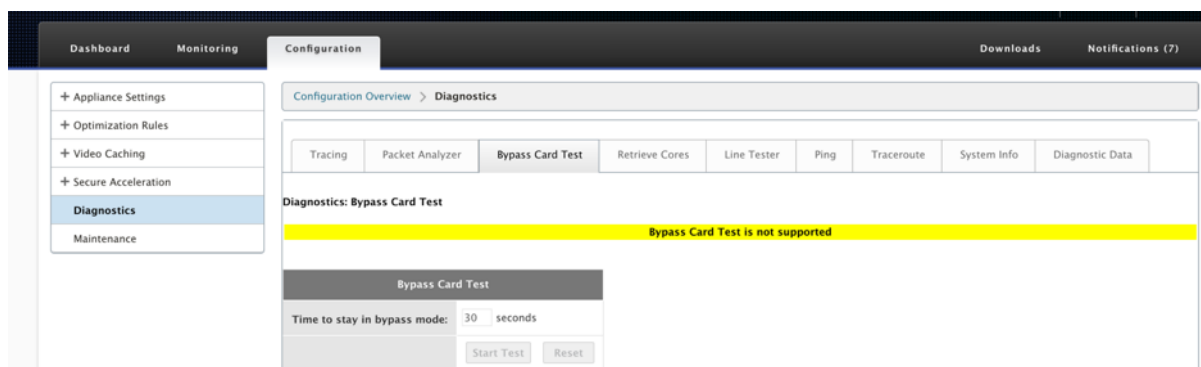 Dashboard Monitoring Configuration Downloads Notifications (7)
+ Appliance Settings
+ Optimization Rules
+ Video Caching
+ Secure Acceleration
Diagnostics
Maintenance
Configuration Overview > Diagnostics
Tracing Packet Analyzer Bypass Card Test Retrieve Cores Line Tester Ping Traceroute System Info Diagnostic Data
Diagnostics: Bypass Card Test
Bypass Card Test is not supported
Bypass Card Test
Time to stay in bypass mode: 30 seconds
Start Test Reset